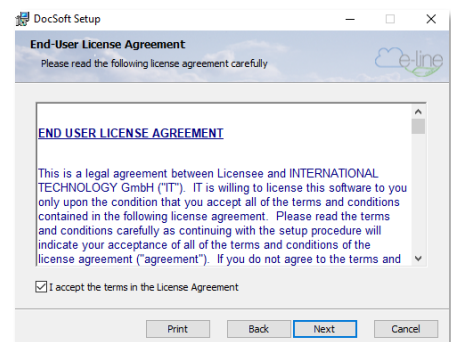 DocSoft Setup
End-User License Agreement
Please read the following license agreement carefully
e-line
END USER LICENSE AGREEMENT
This is a legal agreement between Licensee and INTERNATIONAL
TECHNOLOGY GmbH ("IT"). IT is willing to license this software to you
only upon the condition that you accept all of the terms and conditions
contained in the following license agreement. Please read the terms
and conditions carefully as continuing with the setup procedure will
indicate your acceptance of all of the terms and conditions of the
license agreement ("agreement"). If you do not agree to the terms and
I accept the terms in the License Agreement
Print Back Next Cancel